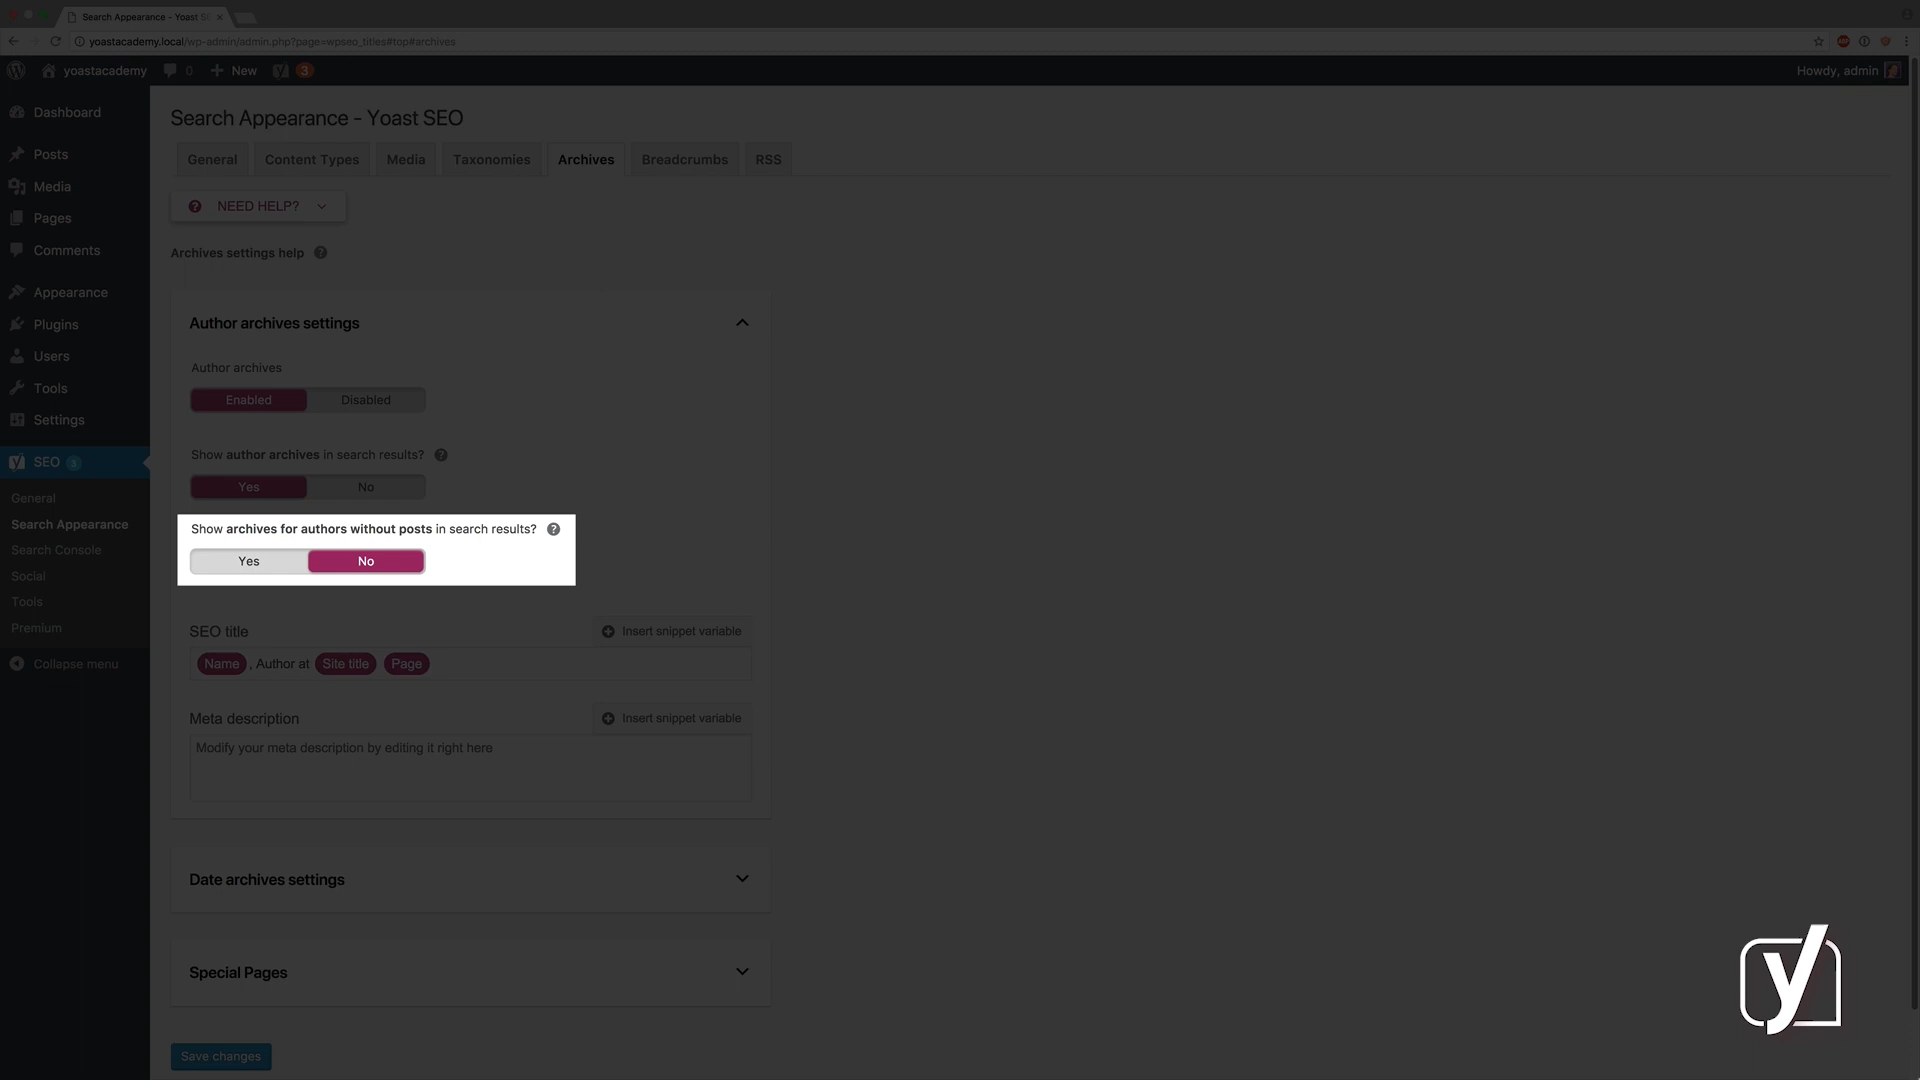 Search Appearance - Yoast S
yoastacademy.local/wp-admin/admin.php?page=wpseo_titles#top#archives
yoastacademy 0 New 3 Howdy, admin
Dashboard
Posts
Media
Pages
Comments
Appearance
Plugins
Users
Tools
Settings
SEO 3
General
Search Appearance
Search Console
Social
Tools
Premium
Collapse menu
Search Appearance - Yoast SEO
General Content Types Media Taxonomies Archives Breadcrumbs RSS
? NEED HELP?
Archives settings help ?
Author archives settings
Author archives
Enabled Disabled
Show author archives in search results? ?
Yes No
Show archives for authors without posts in search results? ?
Yes No
SEO title Insert snippet variable
Name , Author at Site title Page
Meta description Insert snippet variable
Modify your meta description by editing it right here
Date archives settings
Special Pages
Save changes
y